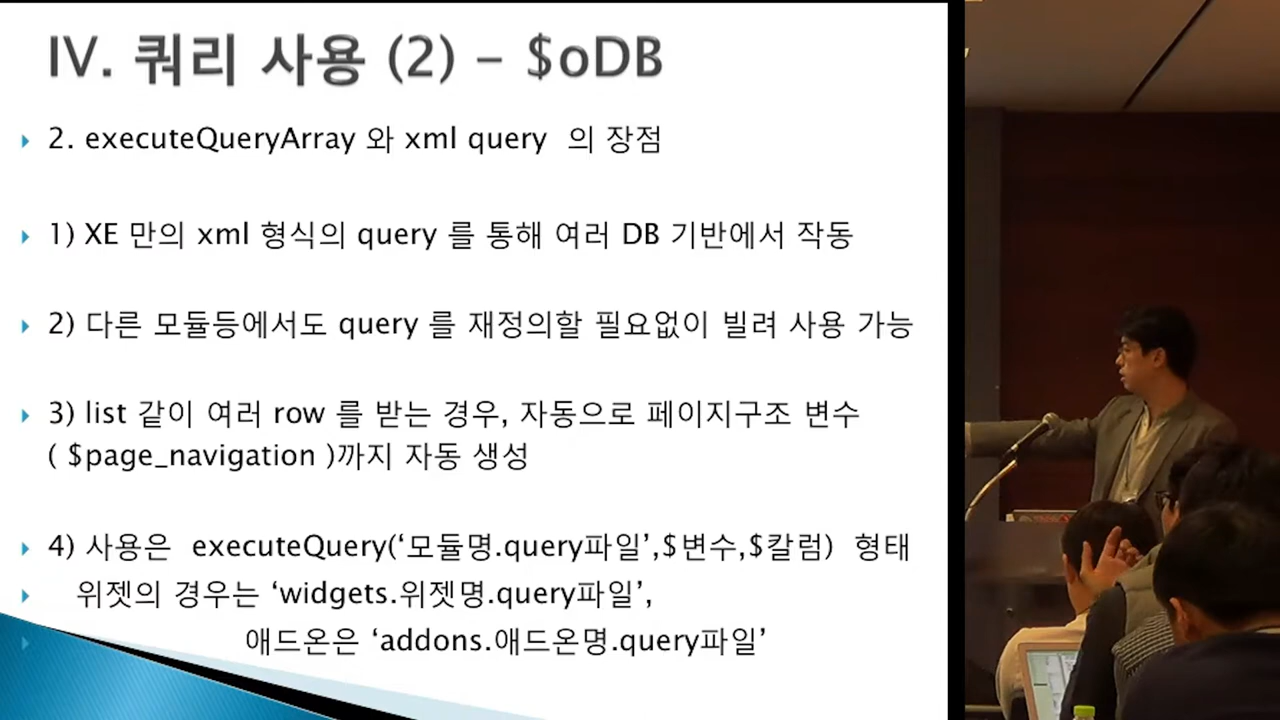 IV. 쿼리 사용 (2) – $oDB
2. executeQueryArray 와 xml query 의 장점
1) XE 만의 xml 형식의 query 를 통해 여러 DB 기반에서 작동
2) 다른 모듈등에서도 query 를 재정의할 필요없이 빌려 사용 가능
3) list 같이 여러 row 를 받는 경우, 자동으로 페이지구조 변수
( $page_navigation )까지 자동 생성
4) 사용은 executeQuery(‘모듈명.query파일’,$변수,$칼럼) 형태
위젯의 경우는 ‘widgets.위젯명.query파일’,
애드온은 ‘addons.애드온명.query파일’